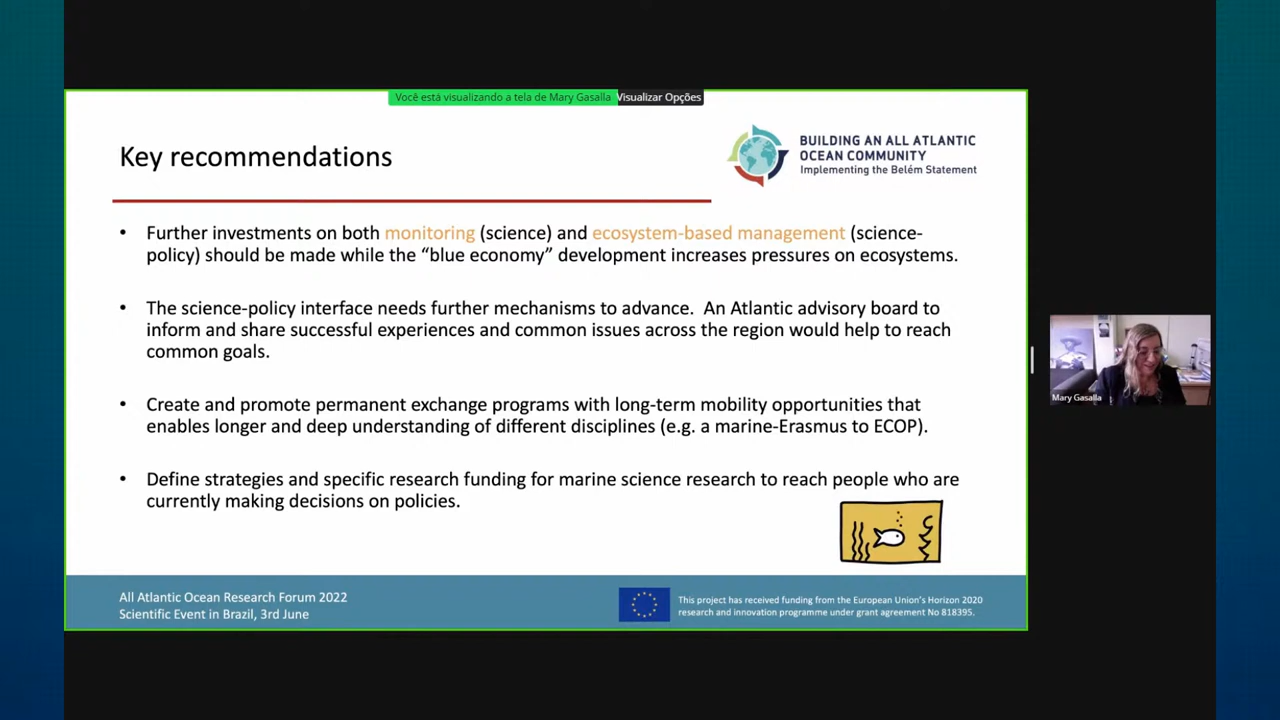 Você está visualizando a tela de Mary Gasalla Visualizar Opções
Key recommendations
BUILDING AN ALL ATLANTIC
OCEAN COMMUNITY
Implementing the Belém Statement
• Further investments on both monitoring (science) and ecosystem-based management (science-
policy) should be made while the “blue economy” development increases pressures on ecosystems.
• The science-policy interface needs further mechanisms to advance.  An Atlantic advisory board to
inform and share successful experiences and common issues across the region would help to reach
common goals.
• Create and promote permanent exchange programs with long-term mobility opportunities that
enables longer and deep understanding of different disciplines (e.g. a marine-Erasmus to ECOP).
• Define strategies and specific research funding for marine science research to reach people who are
currently making decisions on policies.
All Atlantic Ocean Research Forum 2022
Scientific Event in Brazil, 3rd June
This project has received funding from the European Union’s Horizon 2020
research and innovation programme under grant agreement No 818395.
Mary Gasalla